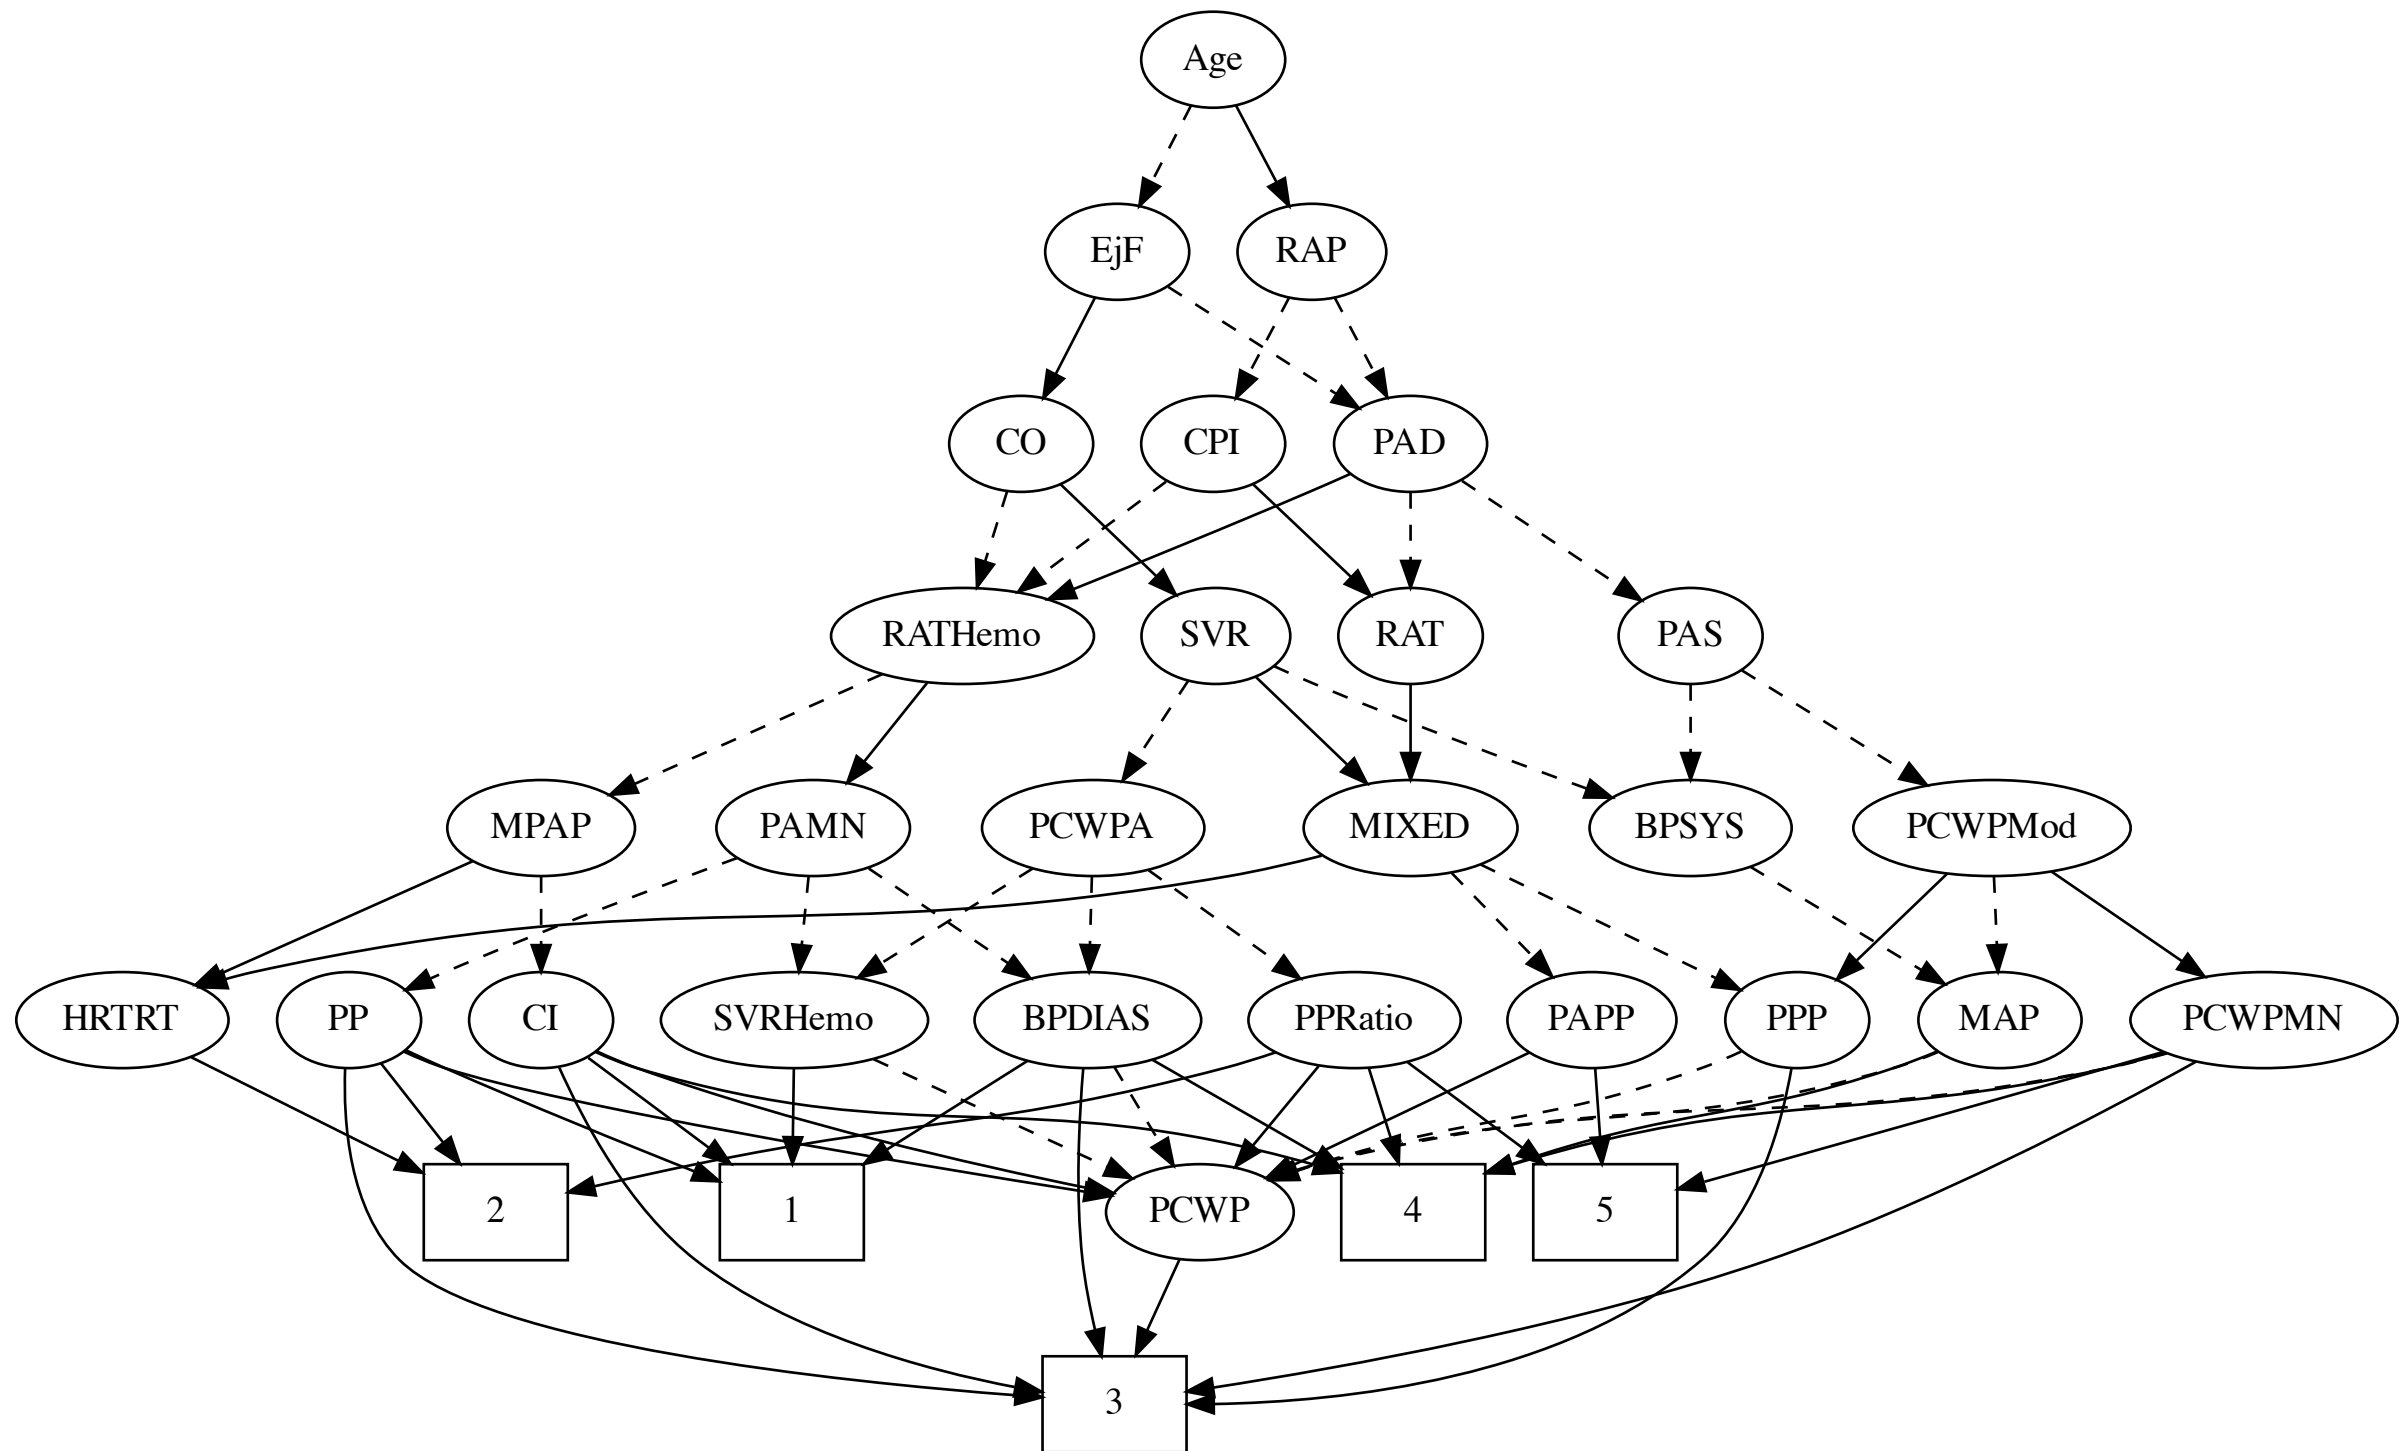 Age
EjF
RAP
CO
CPI
PAD
RATHemo
SVR
RAT
PAS
MPAP
PAMN
PCWPA
MIXED
BPSYS
PCWPMod
HRTRT
PP
CI
SVRHemo
BPDIAS
PPRatio
PAPP
PPP
MAP
PCWPMN
2
1
PCWP
4
5
3